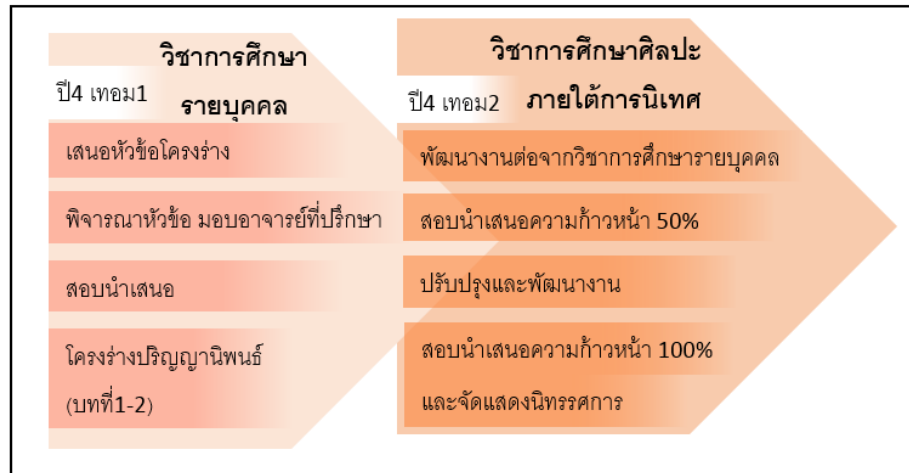 วิชาการศึกษา
รายบุคคล
ปี4 เทอม1
เสนอหัวข้อโครงร่าง
พิจารณาหัวข้อ มอบอาจารย์ที่ปรึกษา
สอบนำเสนอ
โครงร่างปริญญานิพนธ์
(บทที่1-2)
วิชาการศึกษาศิลปะ
ภายใต้การนิเทศ
ปี4 เทอม2
พัฒนางานต่อจากวิชาการศึกษารายบุคคล
สอบนำเสนอความก้าวหน้า 50%
ปรับปรุงและพัฒนางาน
สอบนำเสนอความก้าวหน้า 100%
และจัดแสดงนิทรรศการ